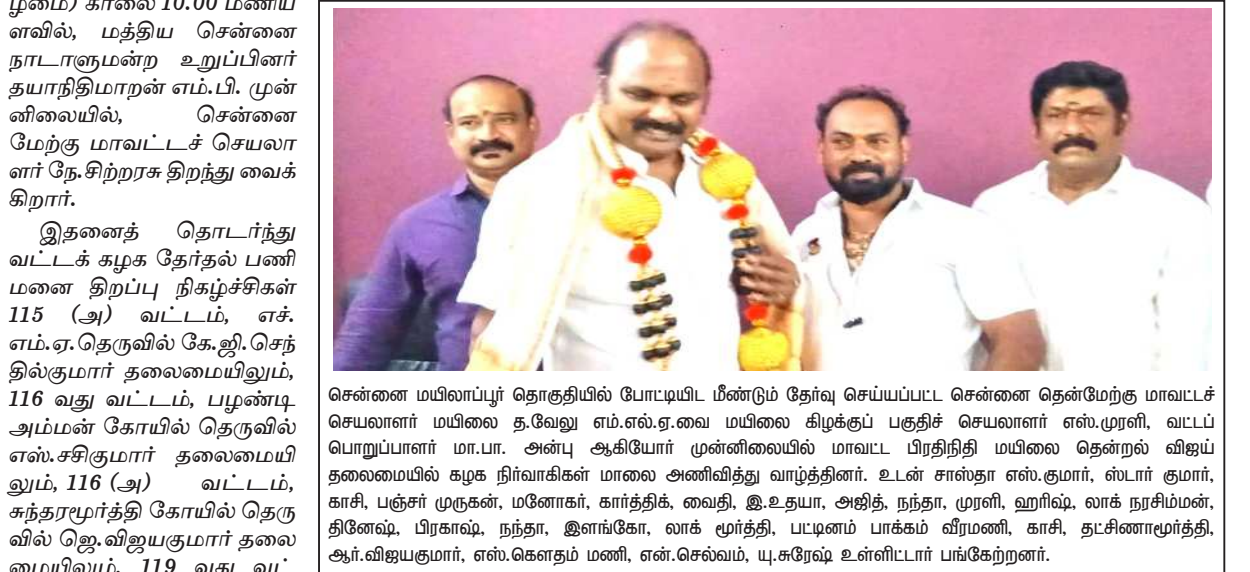 ழமை) காலை 10.00 மணிய
ளவில், மத்திய சென்னை
நாடாளுமன்ற உறுப்பினர்
தயாநிதிமாறன் எம்.பி. முன்
னிலையில், சென்னை
மேற்கு மாவட்டச் செயலா
ளர் நே.சிற்றரசு திறந்து வைக்
கிறார்.
இதனைத் தொடர்ந்து
வட்டக் கழக தேர்தல் பணி
மனை திறப்பு நிகழ்ச்சிகள்
115 (அ) வட்டம், எச்.
எம்.ஏ.தெருவில் கே.ஜி.செந்
தில்குமார் தலைமையிலும்,
116 வது வட்டம், பழண்டி
அம்மன் கோயில் தெருவில்
எஸ்.சசிகுமார் தலைமையி
லும், 116 (அ) வட்டம்,
சுந்தரமூர்த்தி கோயில் தெரு
வில் ஜெ.விஜயகுமார் தலை
மையிலும், 119 வது வட்
சென்னை மயிலாப்பூர் தொகுதியில் போட்டியிட மீண்டும் தேர்வு செய்யப்பட்ட சென்னை தென்மேற்கு மாவட்டச்
செயலாளர் மயிலை த.வேலு எம்.எல்.ஏ.வை மயிலை கிழக்குப் பகுதிச் செயலாளர் எஸ்.முரளி, வட்டப்
பொறுப்பாளர் மா.பா. அன்பு ஆகியோர் முன்னிலையில் மாவட்ட பிரதிநிதி மயிலை தென்றல் விஜய்
தலைமையில் கழக நிர்வாகிகள் மாலை அணிவித்து வாழ்த்தினர். உடன் சாஸ்தா எஸ்.குமார், ஸ்டார் குமார்,
காசி, பஞ்சர் முருகன், மனோகர், கார்த்திக், வைதி, இ.உதயா, அஜித், நந்தா, முரளி, ஹரிஷ், லாக் நரசிம்மன்,
தினேஷ், பிரகாஷ், நந்தா, இளங்கோ, லாக் மூர்த்தி, பட்டினம் பாக்கம் வீரமணி, காசி, தட்சிணாமூர்த்தி,
ஆர்.விஜயகுமார், எஸ்.கௌதம் மணி, என்.செல்வம், யு.சுரேஷ் உள்ளிட்டார் பங்கேற்றனர்.